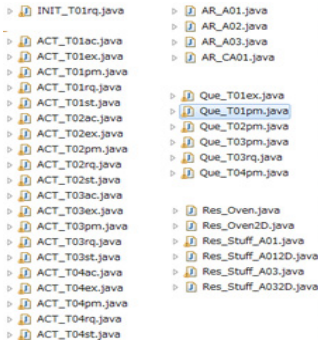 INIT_T01rq.java
ACT_T01ac.java
ACT_T01ex.java
ACT_T01pm.java
ACT_T01rq.java
ACT_T01st.java
ACT_T02ac.java
ACT_T02ex.java
ACT_T02pm.java
ACT_T02rq.java
ACT_T02st.java
ACT_T03ac.java
ACT_T03ex.java
ACT_T03pm.java
ACT_T03rq.java
ACT_T03st.java
ACT_T04ac.java
ACT_T04ex.java
ACT_T04pm.java
ACT_T04rq.java
ACT_T04st.java
AR_A01.java
AR_A02.java
AR_A03.java
AR_CA01.java
Que_T01ex.java
Que_T01pm.java
Que_T02pm.java
Que_T03pm.java
Que_T03rq.java
Que_T04pm.java
Res_Oven.java
Res_Oven2D.java
Res_Stuff_A01.java
Res_Stuff_A012D.java
Res_Stuff_A03.java
Res_Stuff_A032D.java